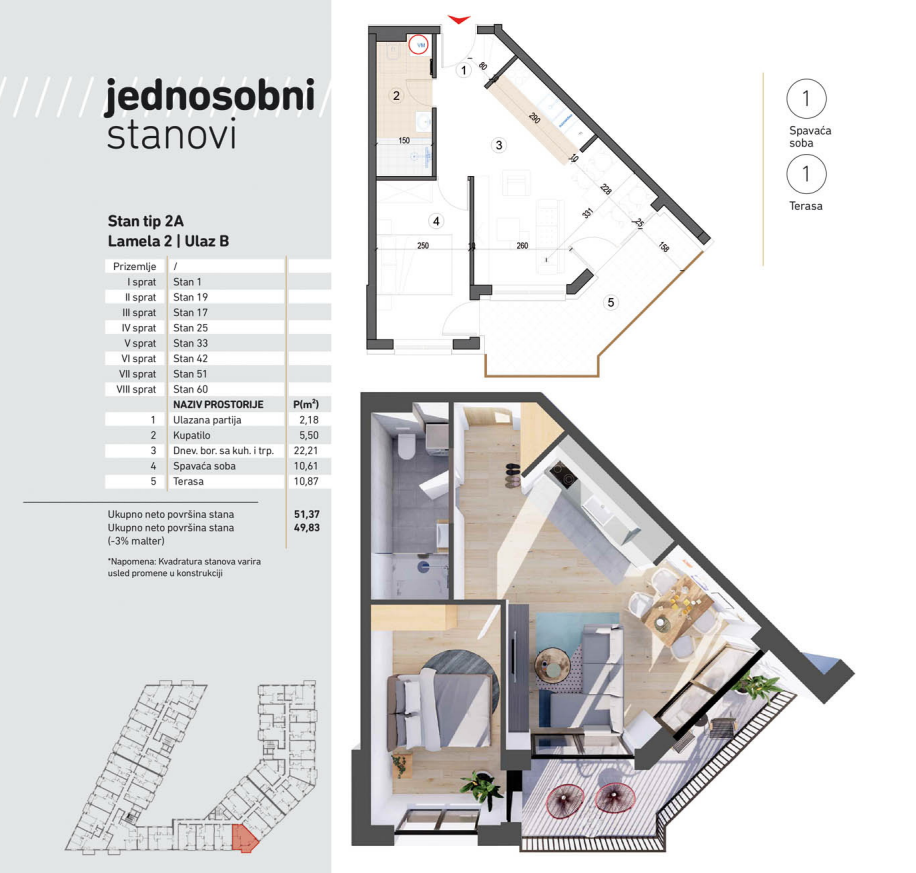 jednosobni
stanovi
Stan tip 2A
Lamela 2 | Ulaz B
Prizemlje /
I sprat Stan 1
II sprat Stan 19
III sprat Stan 17
IV sprat Stan 25
V sprat Stan 33
VI sprat Stan 42
VII sprat Stan 51
VIII sprat Stan 60
NAZIV PROSTORIJE P(m²)
1 Ulazana partija 2,18
2 Kupatilo 5,50
3 Dnev. bor. sa kuh. i trp. 22,21
4 Spavaća soba 10,61
5 Terasa 10,87
Ukupno neto površina stana 51,37
Ukupno neto površina stana 49,83
(-3% malter)
*Napomena: Kvadratura stanova varira
usled promene u konstrukciji
VM
1
80
2
290
150
3
10
228
4
331
25
158
250
260
5
1
Spavaća
soba
1
Terasa